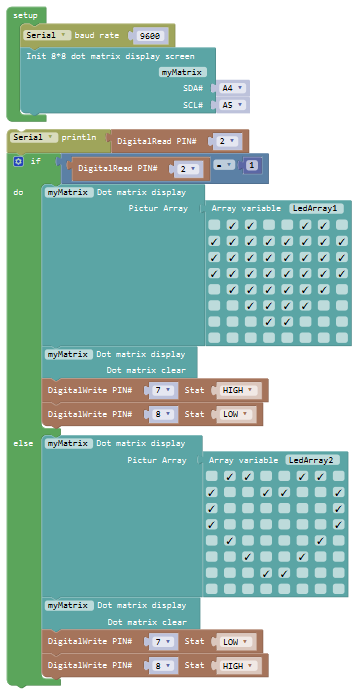 setup
Serial baud rate 9600
Init 8*8 dot matrix display screen
myMatrix
SDA# A4
SCL# A5
Serial println DigitalRead PIN# 2
if DigitalRead PIN# 2 = 1
do myMatrix Dot matrix display
Pictur Array Array variable LedArray1
myMatrix Dot matrix display
Dot matrix clear
DigitalWrite PIN# 7 Stat HIGH
DigitalWrite PIN# 8 Stat LOW
else myMatrix Dot matrix display
Pictur Array Array variable LedArray2
myMatrix Dot matrix display
Dot matrix clear
DigitalWrite PIN# 7 Stat LOW
DigitalWrite PIN# 8 Stat HIGH